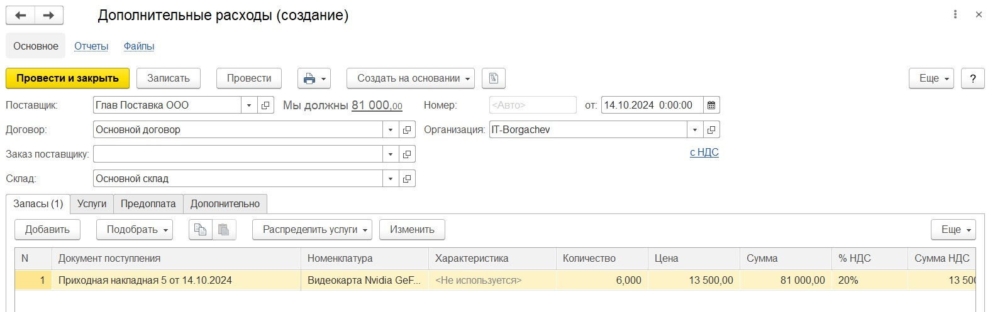 Дополнительные расходы (создание)
Основное Отчеты Файлы
Провести и закрыть Записать Провести Создать на основании Еще ?
Поставщик: Глав Поставка ООО Мы должны 81 000,00 Номер: <Авто> от: 14.10.2024 0:00:00
Договор: Основной договор Организация: IT-Borgachev
Заказ поставщику: с НДС
Склад: Основной склад
Запасы (1) Услуги Предоплата Дополнительно
Добавить Подобрать Распределить услуги Изменить Еще
N Документ поступления Номенклатура Характеристика Количество Цена Сумма % НДС Сумма НДС
1 Приходная накладная 5 от 14.10.2024 Видеокарта Nvidia GeF... <Не используется> 6,000 13 500,00 81 000,00 20% 13 500